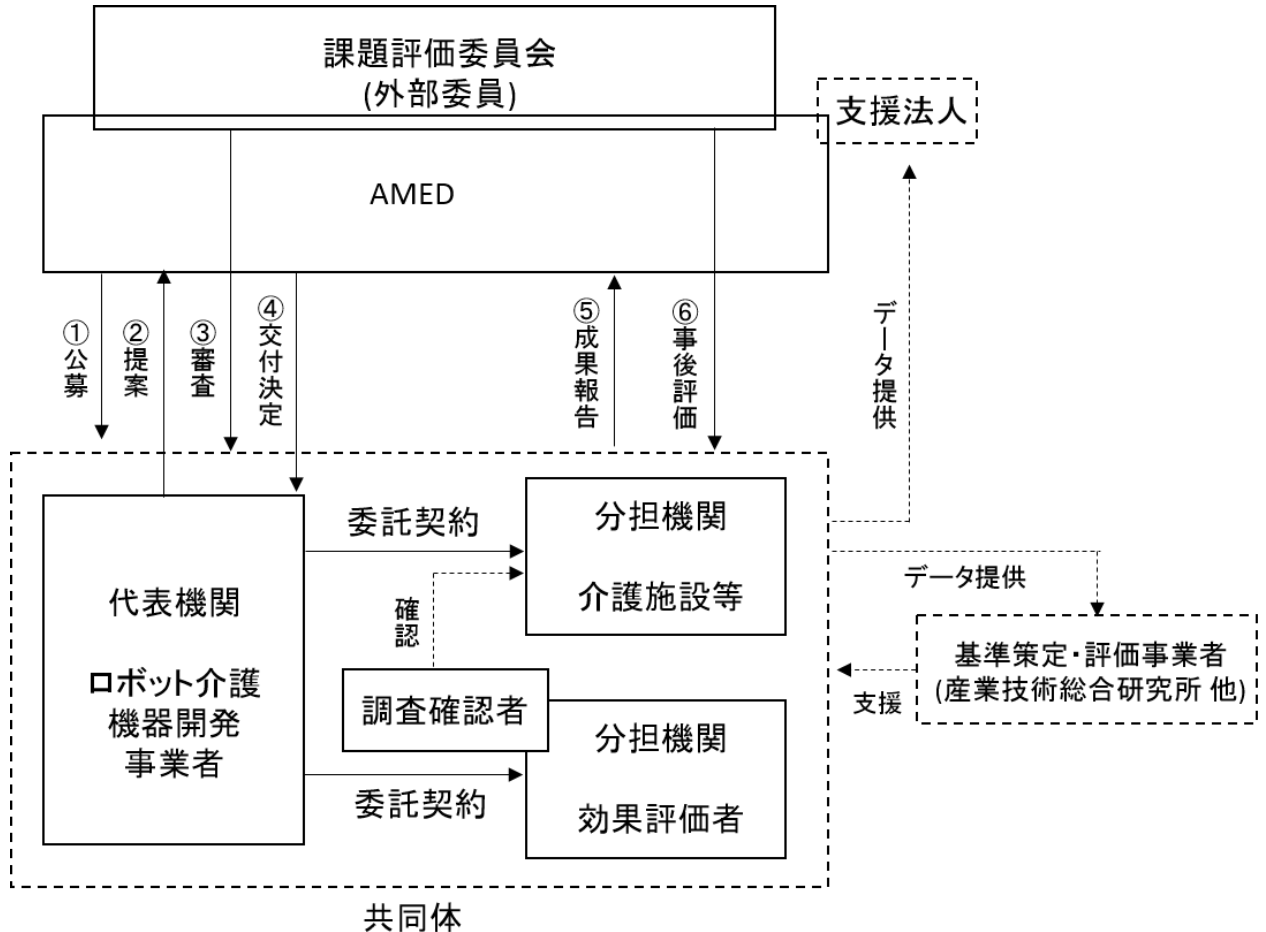 課題評価委員会
(外部委員)
支援法人
AMED
①公募
②提案
③審査
④交付決定
⑤成果報告
⑥事後評価
データ提供
代表機関
ロボット介護
機器開発
事業者
委託契約
分担機関
介護施設等
確認
調査確認者
委託契約
分担機関
効果評価者
データ提供
基準策定・評価事業者
(産業技術総合研究所 他)
支援
共同体